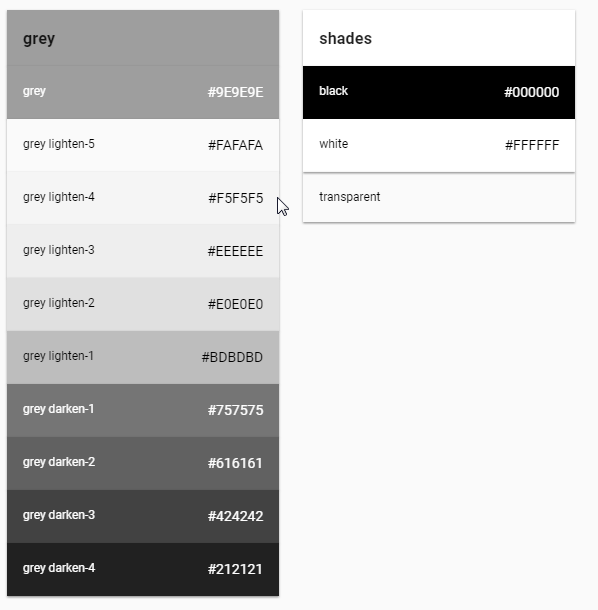 grey
grey #9E9E9E
grey lighten-5 #FAFAFA
grey lighten-4 #F5F5F5
grey lighten-3 #EEEEEE
grey lighten-2 #E0E0E0
grey lighten-1 #BDBDBD
grey darken-1 #757575
grey darken-2 #616161
grey darken-3 #424242
grey darken-4 #212121
shades
black #000000
white #FFFFFF
transparent